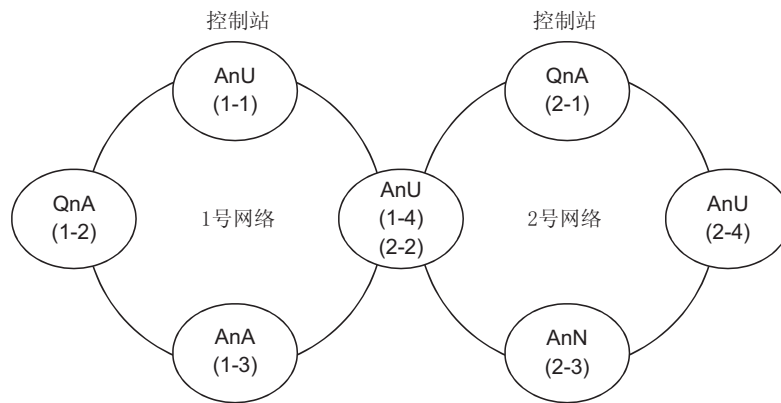 控制站
控制站
AnU
(1-1)
QnA
(2-1)
QnA
(1-2)
1号网络
AnU
(1-4)
(2-2)
2号网络
AnU
(2-4)
AnA
(1-3)
AnN
(2-3)